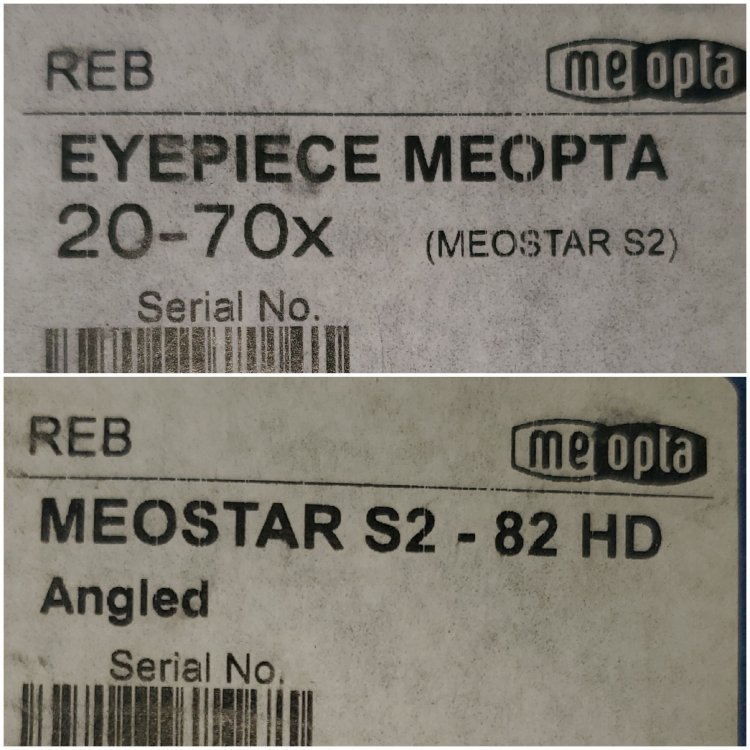 REB meopta
EYEPIECE MEOPTA
20-70x (MEOSTAR S2)
Serial No.
REB meopta
MEOSTAR S2 - 82 HD
Angled
Serial No.